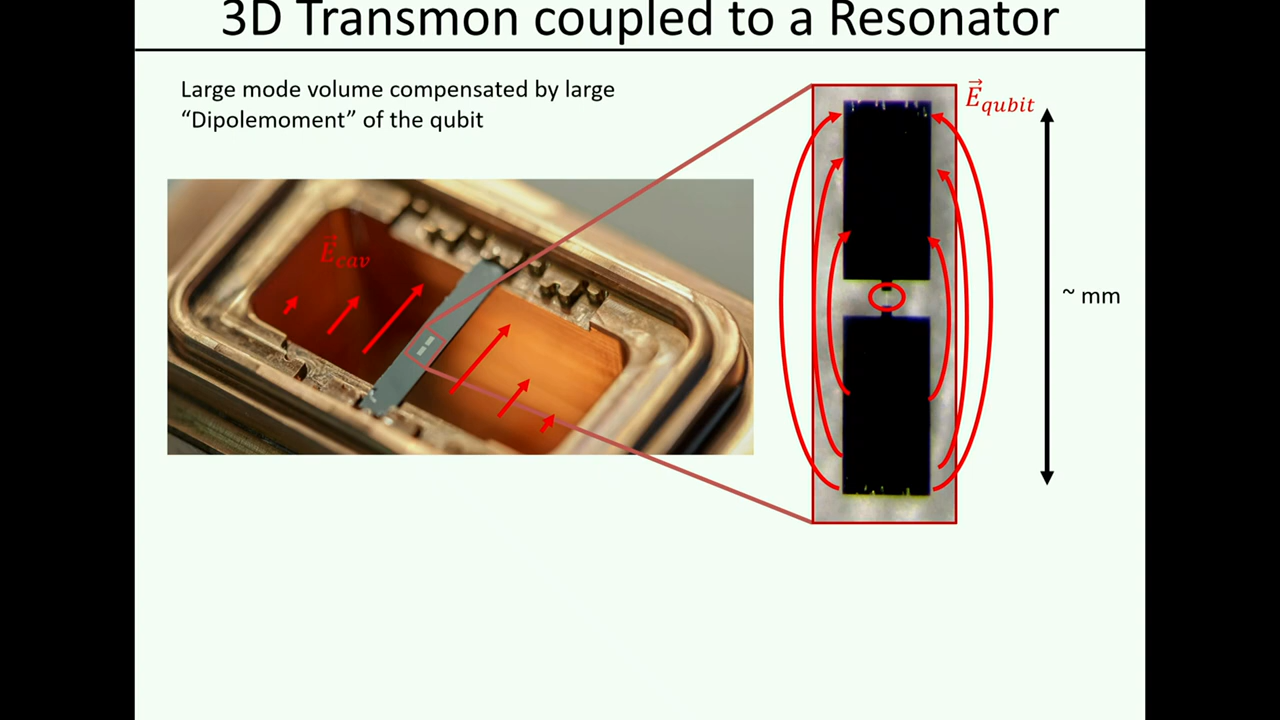 3D Transmon coupled to a Resonator
Large mode volume compensated by large
“Dipolemoment” of the qubit
E⃗qubit
E⃗cav
~ mm